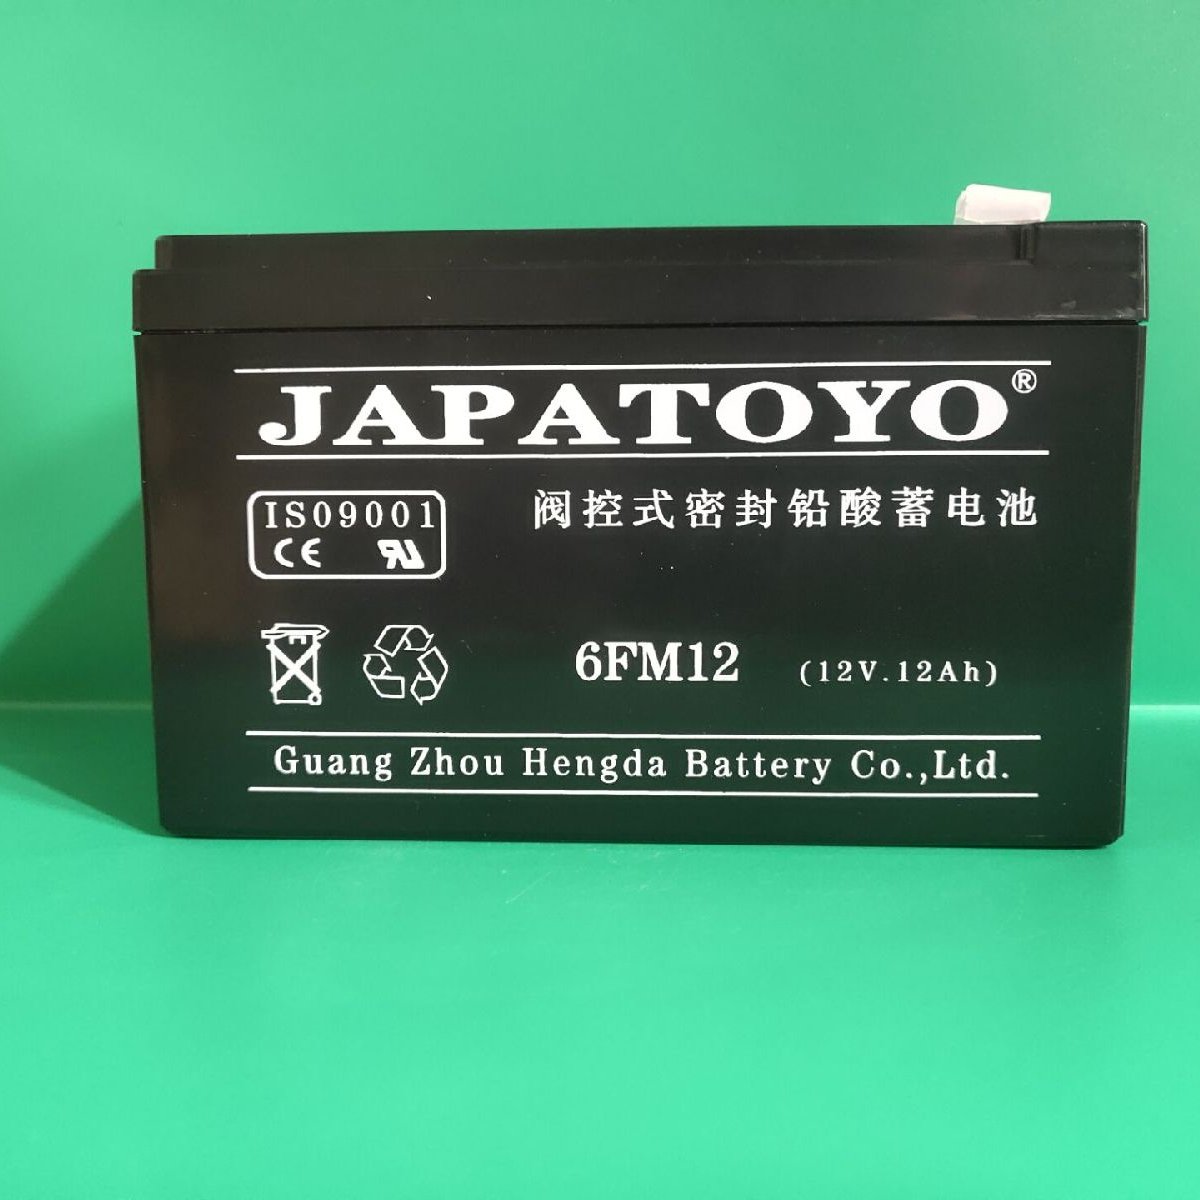 JAPATOYO®
ISO9001
CE
阀控式密封铅酸蓄电池
6FM12 (12V.12Ah)
Guang Zhou Hengda Battery Co.,Ltd.